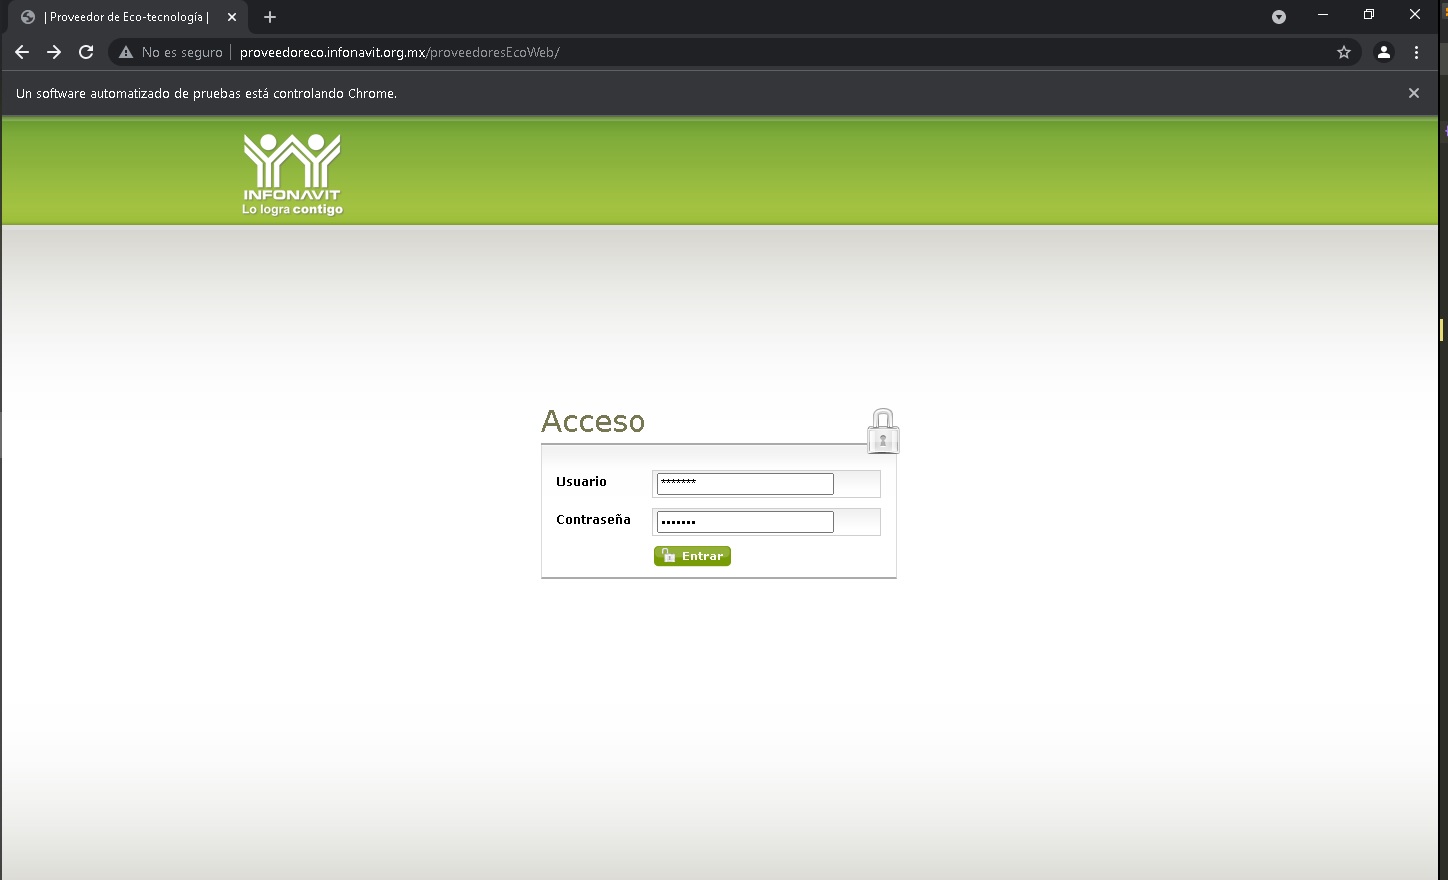 | Proveedor de Eco-tecnología |
No es seguro
proveedoreco.infonavit.org.mx/proveedoresEcoWeb/
Un software automatizado de pruebas está controlando Chrome.
INFONAVIT
Lo logra contigo
Acceso
Usuario
*******
Contraseña
•••••••
Entrar